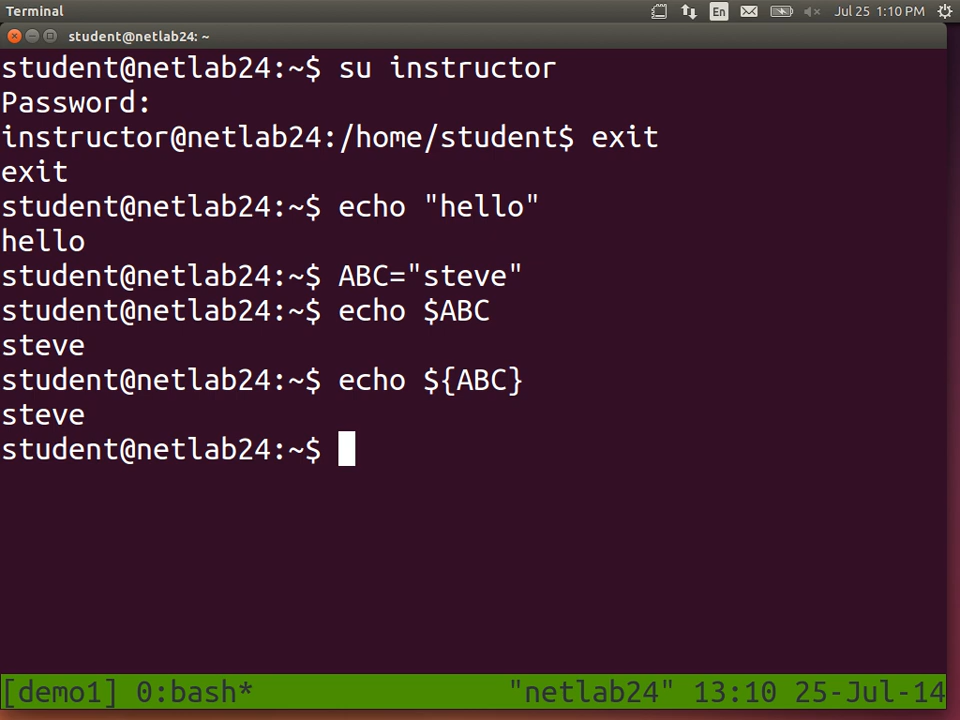 Terminal
En
Jul 25 1:10 PM
student@netlab24: ~
student@netlab24:~$ su instructor
Password:
instructor@netlab24:/home/student$ exit
exit
student@netlab24:~$ echo "hello"
hello
student@netlab24:~$ ABC="steve"
student@netlab24:~$ echo $ABC
steve
student@netlab24:~$ echo ${ABC}
steve
student@netlab24:~$
[demo1] 0:bash*
"netlab24" 13:10 25-Jul-14